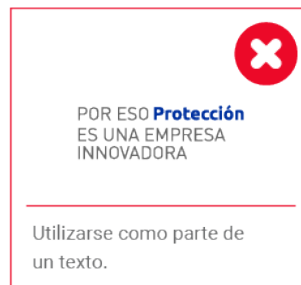 POR ESO Protección
ES UNA EMPRESA
INNOVADORA
Utilizarse como parte de
un texto.